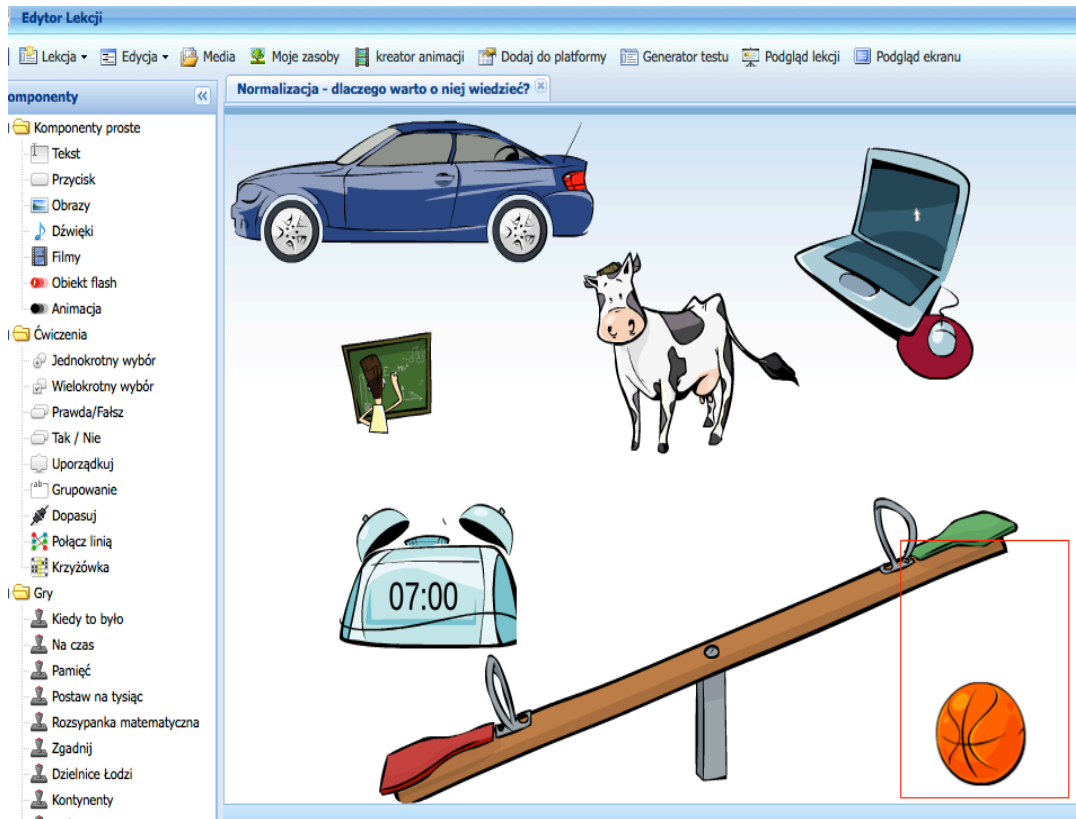 Edytor Lekcji
Lekcja Edycja Media Moje zasoby kreator animacji Dodaj do platformy Generator testu Podgląd lekcji Podgląd ekranu
omponenty
Normalizacja - dlaczego warto o niej wiedzieć?
Komponenty proste
Tekst
Przycisk
Obrazy
Dźwięki
Filmy
Obiekt flash
Animacja
Ćwiczenia
Jednokrotny wybór
Wielokrotny wybór
Prawda/Fałsz
Tak / Nie
Uporządkuj
Grupowanie
Dopasuj
Połącz linią
Krzyżówka
Gry
Kiedy to było
Na czas
Pamięć
Postaw na tysiąc
Rozsypanka matematyczna
Zgadnij
Dzielnice Łodzi
Kontynenty
07:00